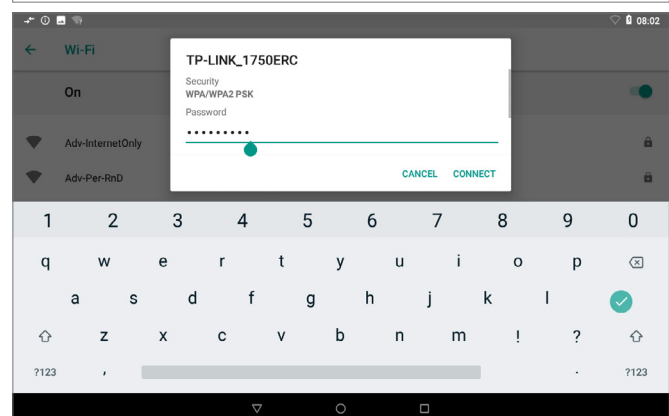 08:02
Wi-Fi
TP-LINK_1750ERC
Security
WPA/WPA2 PSK
On
Password
•••••••••
Adv-InternetOnly
Adv-Per-RnD
CANCEL CONNECT
1 2 3 4 5 6 7 8 9 0
q w e r t y u i o p
a s d f g h j k l
z x c v b n m ! ?
?123 , . ?123